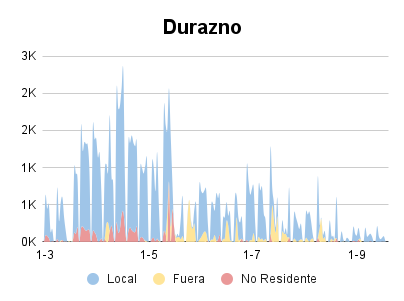 Durazno
3K
2K
2K
1K
1K
0K
1-3
1-5
1-7
1-9
Local
Fuera
No Residente